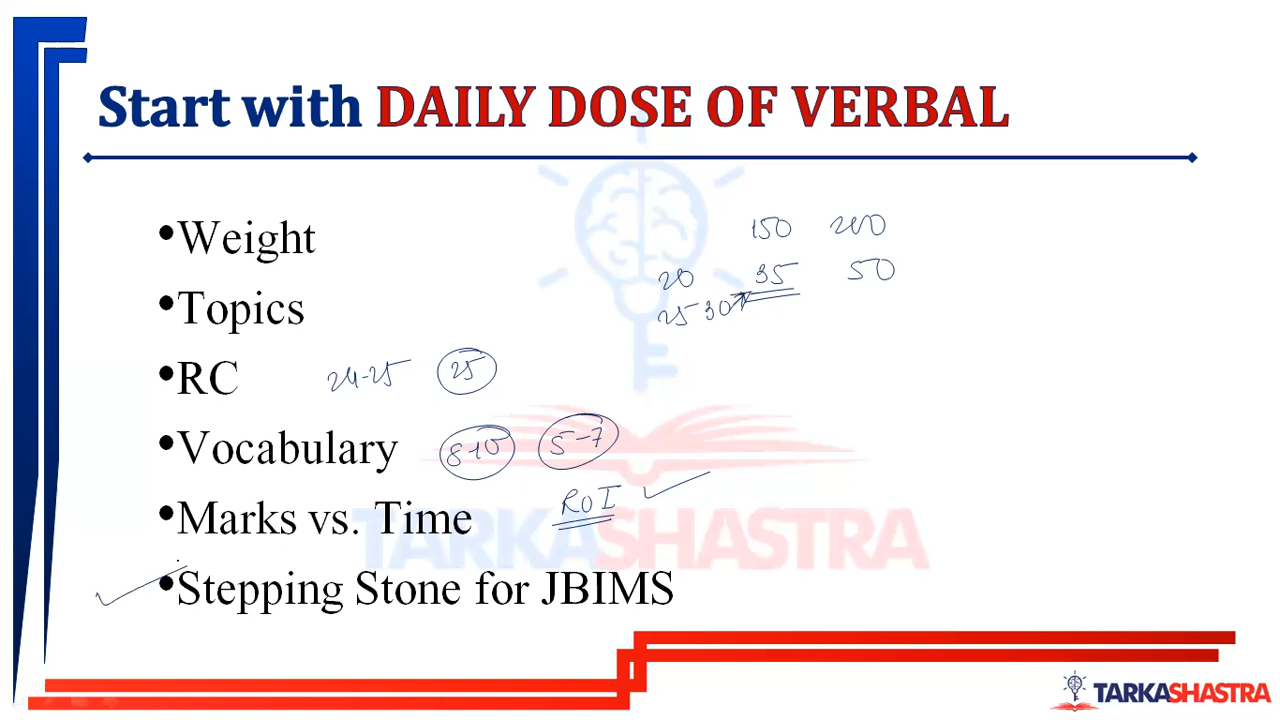 Start with DAILY DOSE OF VERBAL
•Weight 150 200
20 35 50
•Topics 25 30
•RC 24-25 25
•Vocabulary 8-10 5-7
•Marks vs. Time ROI
•Stepping Stone for JBIMS
TARKASHASTRA
TARKASHASTRA